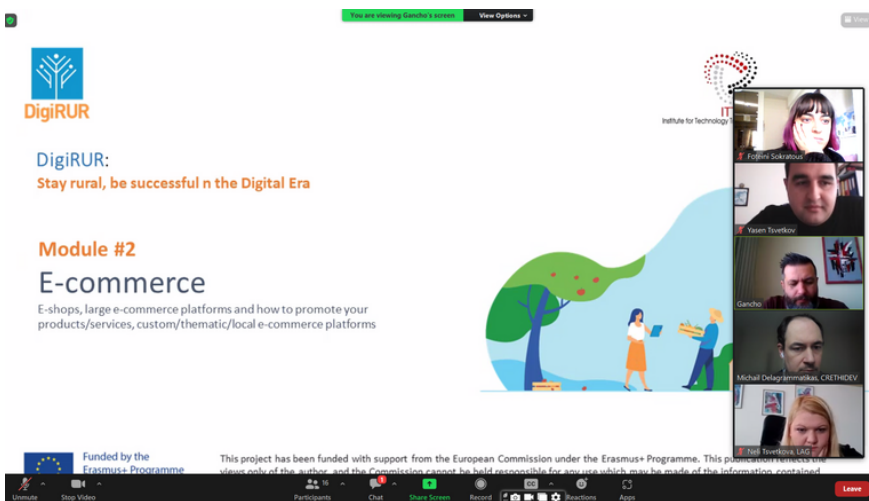 You are viewing Gancho's screen
View Options
View
DigiRUR
Institute for Technology
DigiRUR:
Stay rural, be successful n the Digital Era
Module #2
E-commerce
E-shops, large e-commerce platforms and how to promote your
products/services, custom/thematic/local e-commerce platforms
Foteini Sokratous
Yasen Tsvetkov
Gancho
Michail Delagrammatikas, CRETHIDEV
Neli Tsvetkova, LAG
Funded by the
Erasmus+ Programme
This project has been funded with support from the European Commission under the Erasmus+ Programme. This publication reflects the
views only of the author, and the Commission cannot be held responsible for any use which may be made of the information contained
Unmute
Stop Video
16
Participants
1
Chat
Share Screen
Record
CC
Reactions
Apps
Leave